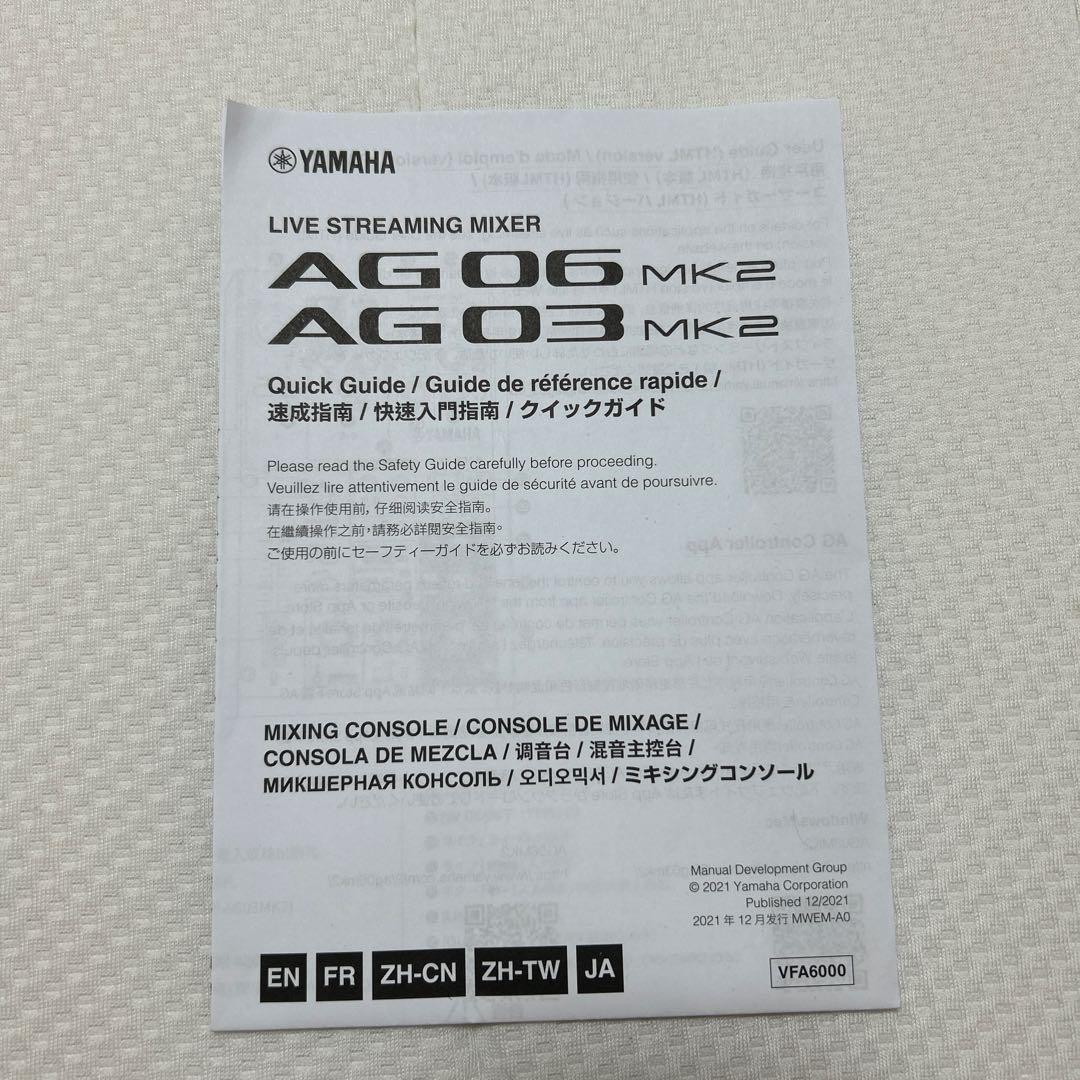 YAMAHA
LIVE STREAMING MIXER
AG06 MK2
AG03 MK2
Quick Guide / Guide de référence rapide /
速成指南 / 快速入門指南 / クイックガイド
Please read the Safety Guide carefully before proceeding.
Veuillez lire attentivement le guide de sécurité avant de poursuivre.
请在操作使用前，仔细阅读安全指南。
在繼續操作之前，請務必詳閱安全指南。
ご使用の前にセーフティーガイドを必ずお読みください。
MIXING CONSOLE / CONSOLE DE MIXAGE /
CONSOLA DE MEZCLA / 调音台 / 混音主控台 /
МИКШЕРНАЯ КОНСОЛЬ / 오디오믹서 / ミキシングコンソール
Manual Development Group
© 2021 Yamaha Corporation
Published 12/2021
2021 年 12 月发行 MWEM-A0
EN FR ZH-CN ZH-TW JA
VFA6000